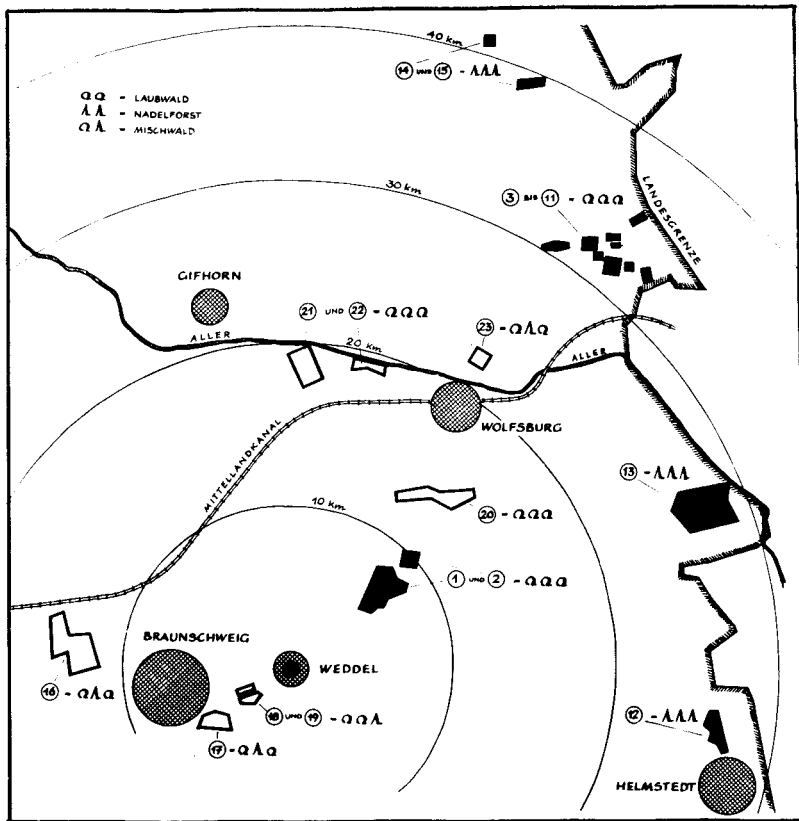 40 km
14 UND 15 - ΛΛΛ
ΩΩ - LAUBWALD
ΛΛ - NADELFORST
ΩΛ - MISCHWALD
30 km
3 BIS 11 - ΩΩΩ
LANDESGRENZE
GIFHORN
21 UND 22 - ΩΩΩ
23 - ΩΛΩ
ALLER
20 km
ALLER
WOLFSBURG
MITTELLANDKANAL
13 - ΛΛΛ
20 - ΩΩΩ
10 km
1 UND 2 - ΩΩΩ
BRAUNSCHWEIG
WEDDEL
16 - ΩΛΩ
18 UND 19 - ΩΩΛ
12 - ΛΛΛ
17 - ΩΛΩ
HELMSTEDT